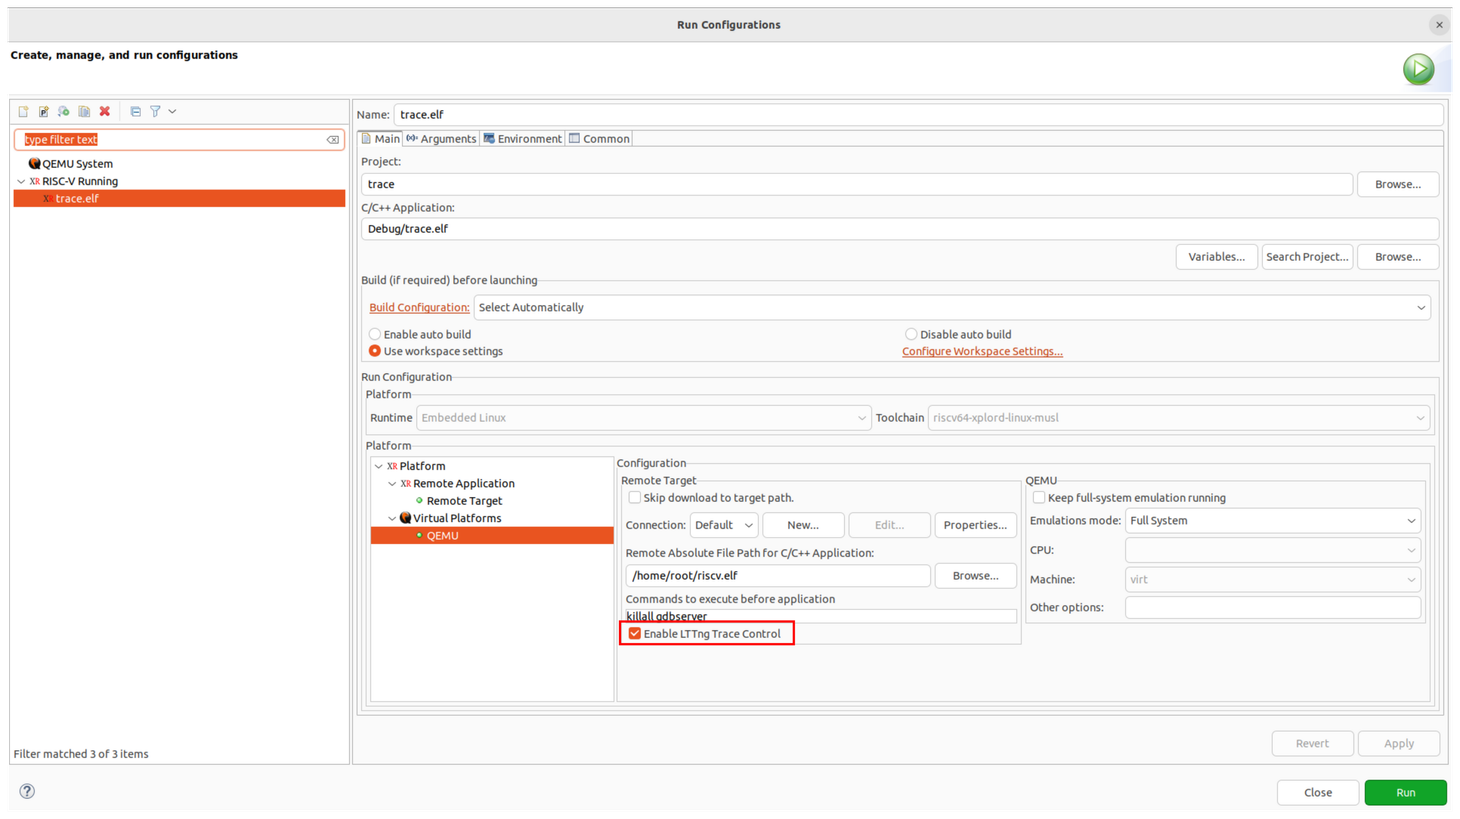 Run Configurations
Create, manage, and run configurations
type filter text
QEMU System
XR RISC-V Running
XR trace.elf
Filter matched 3 of 3 items
Name: trace.elf
Main (x)= Arguments Environment Common
Project:
trace Browse...
C/C++ Application:
Debug/trace.elf
Variables... Search Project... Browse...
Build (if required) before launching
Build Configuration: Select Automatically
Enable auto build Disable auto build
Use workspace settings Configure Workspace Settings...
Run Configuration
Platform
Runtime Embedded Linux Toolchain riscv64-xplord-linux-musl
Platform
XR Platform
XR Remote Application
Remote Target
Virtual Platforms
QEMU
Configuration
Remote Target
Skip download to target path.
Connection: Default New... Edit... Properties...
Remote Absolute File Path for C/C++ Application:
/home/root/riscv.elf Browse...
Commands to execute before application
killall gdbserver
Enable LTTng Trace Control
QEMU
Keep full-system emulation running
Emulations mode: Full System
CPU:
Machine: virt
Other options:
Revert Apply
? Close Run